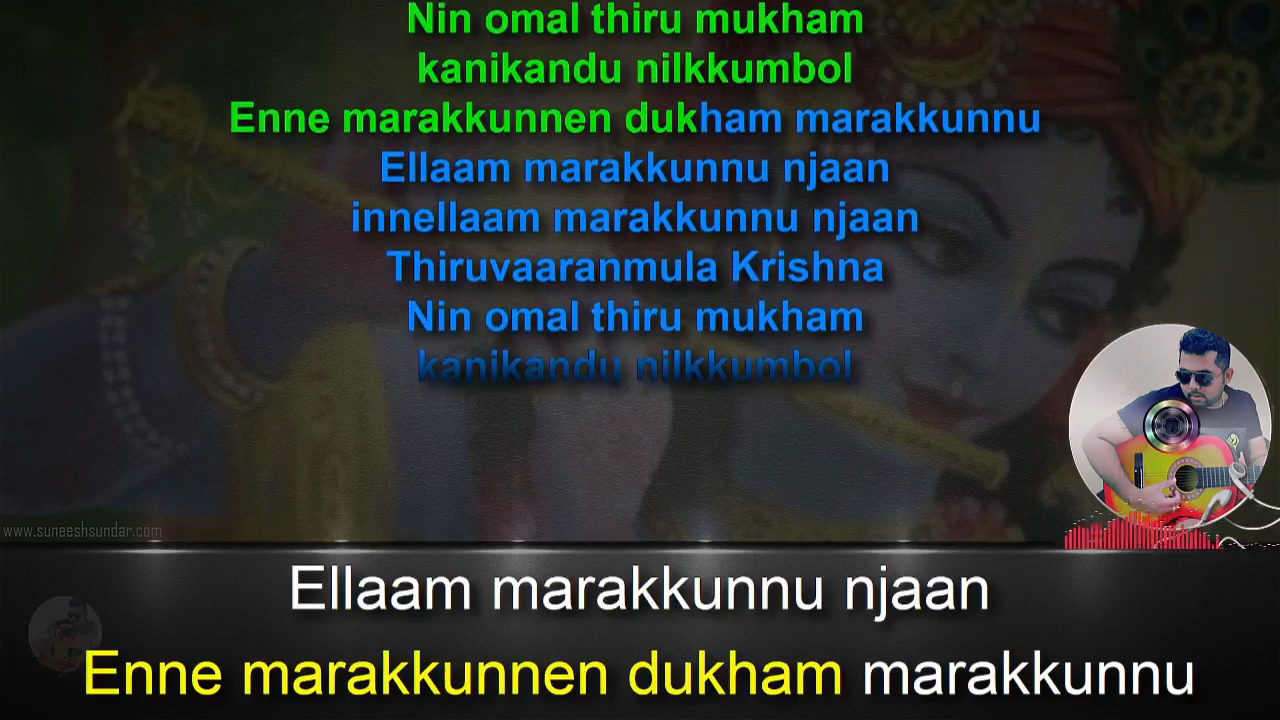 Nin omal thiru mukham
kanikandu nilkkumbol
Enne marakkunnen dukham marakkunnu
Ellaam marakkunnu njaan
innellaam marakkunnu njaan
Thiruvaaranmula Krishna
Nin omal thiru mukham
kanikandu nilkkumbol
www.suneeshsundar.com
Ellaam marakkunnu njaan
Enne marakkunnen dukham marakkunnu